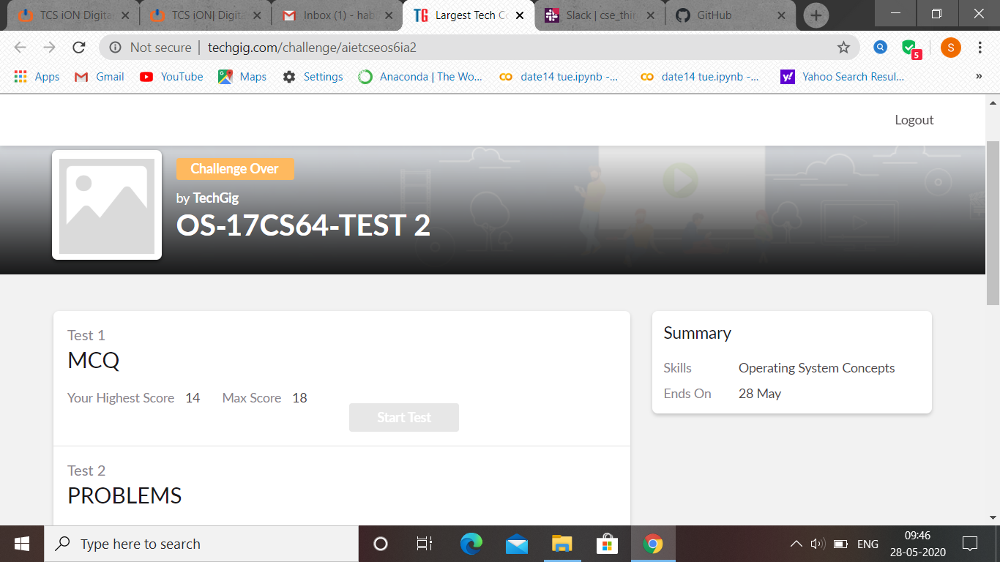 TCS iON Digita
TCS iON| Digita
Inbox (1) - hab
TG Largest Tech Co
Slack | cse_thir
GitHub
Not secure | techgig.com/challenge/aietcseos6ia2
S
5
Apps
Gmail
YouTube
Maps
Settings
Anaconda | The Wo...
date14 tue.ipynb -...
date14 tue.ipynb -...
Yahoo Search Resul...
»
Logout
Challenge Over
by TechGig
OS-17CS64-TEST 2
Test 1
MCQ
Your Highest Score 14 Max Score 18
Start Test
Test 2
PROBLEMS
Summary
Skills Operating System Concepts
Ends On 28 May
Type here to search
ENG
09:46
28-05-2020